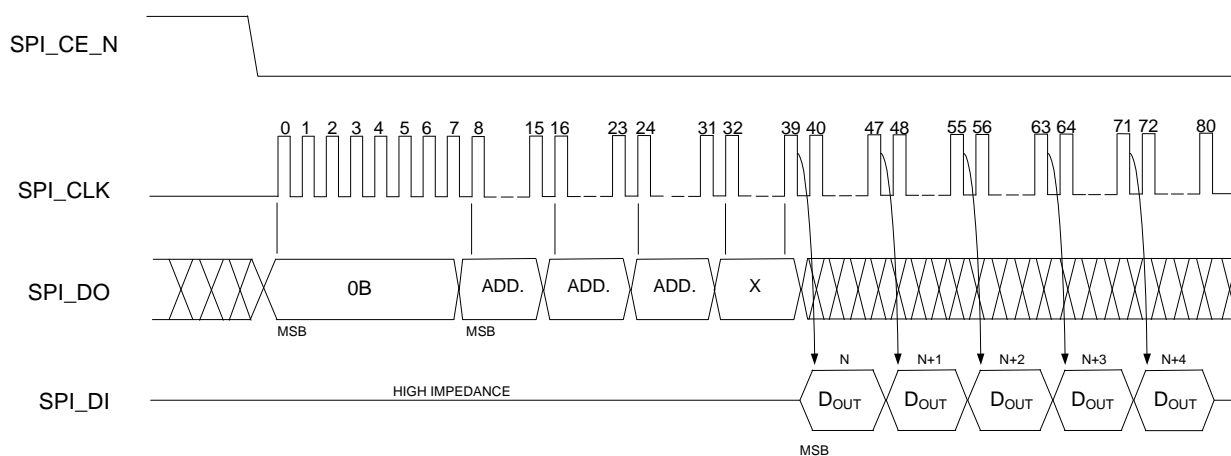 SPI_CE_N
0 1 2 3 4 5 6 7 8 15 16 23 24 31 32 39 40 47 48 55 56 63 64 71 72 80
SPI_CLK
SPI_DO
0B ADD. ADD. ADD. X
MSB MSB
N N+1 N+2 N+3 N+4
HIGH IMPEDANCE
SPI_DI
DOUT DOUT DOUT DOUT DOUT
MSB